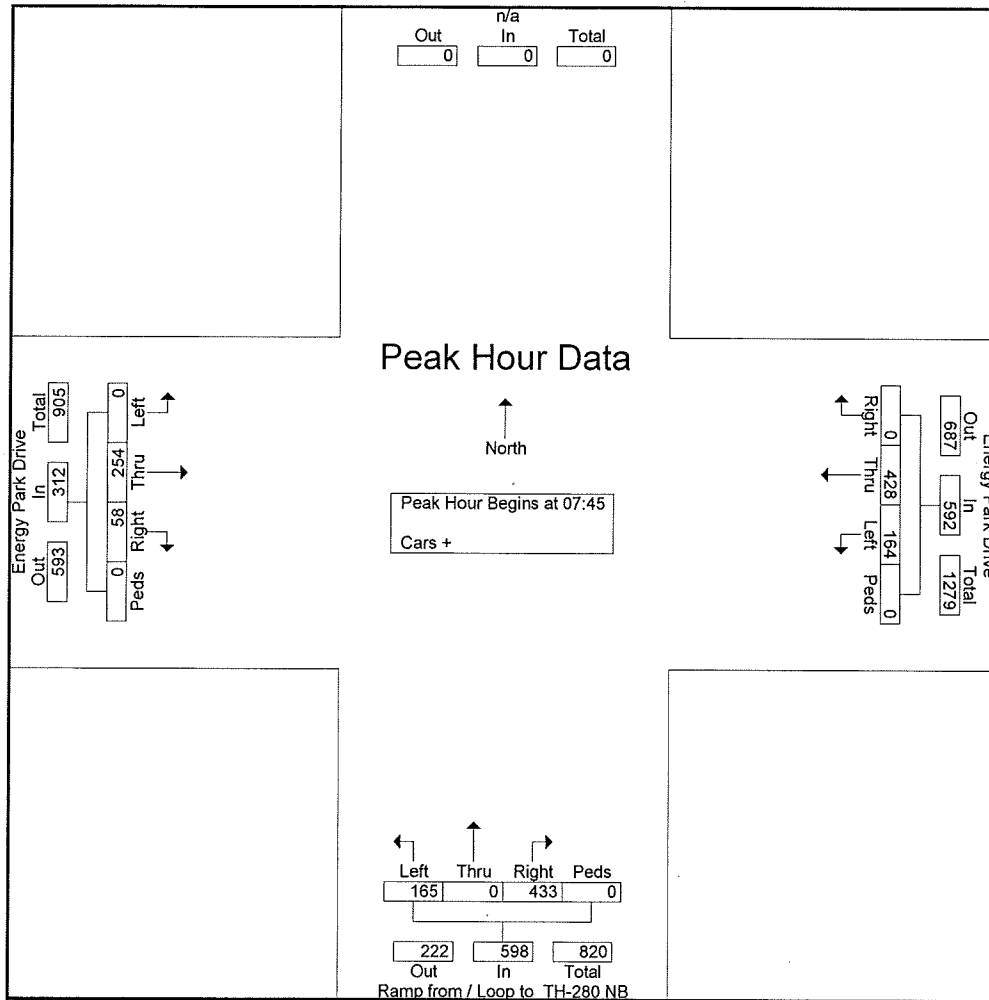 n/a
Out In Total
0 0 0
Peak Hour Data
North
Peak Hour Begins at 07:45
Cars +
Energy Park Drive
Out In Total
593 312 905
Left Thru Right Peds
0 254 58 0
Energy Park Drive
Out In Total
687 592 1279
Right Thru Left Peds
0 428 164 0
Left Thru Right Peds
165 0 433 0
222 598 820
Out In Total
Ramp from / Loop to TH-280 NB